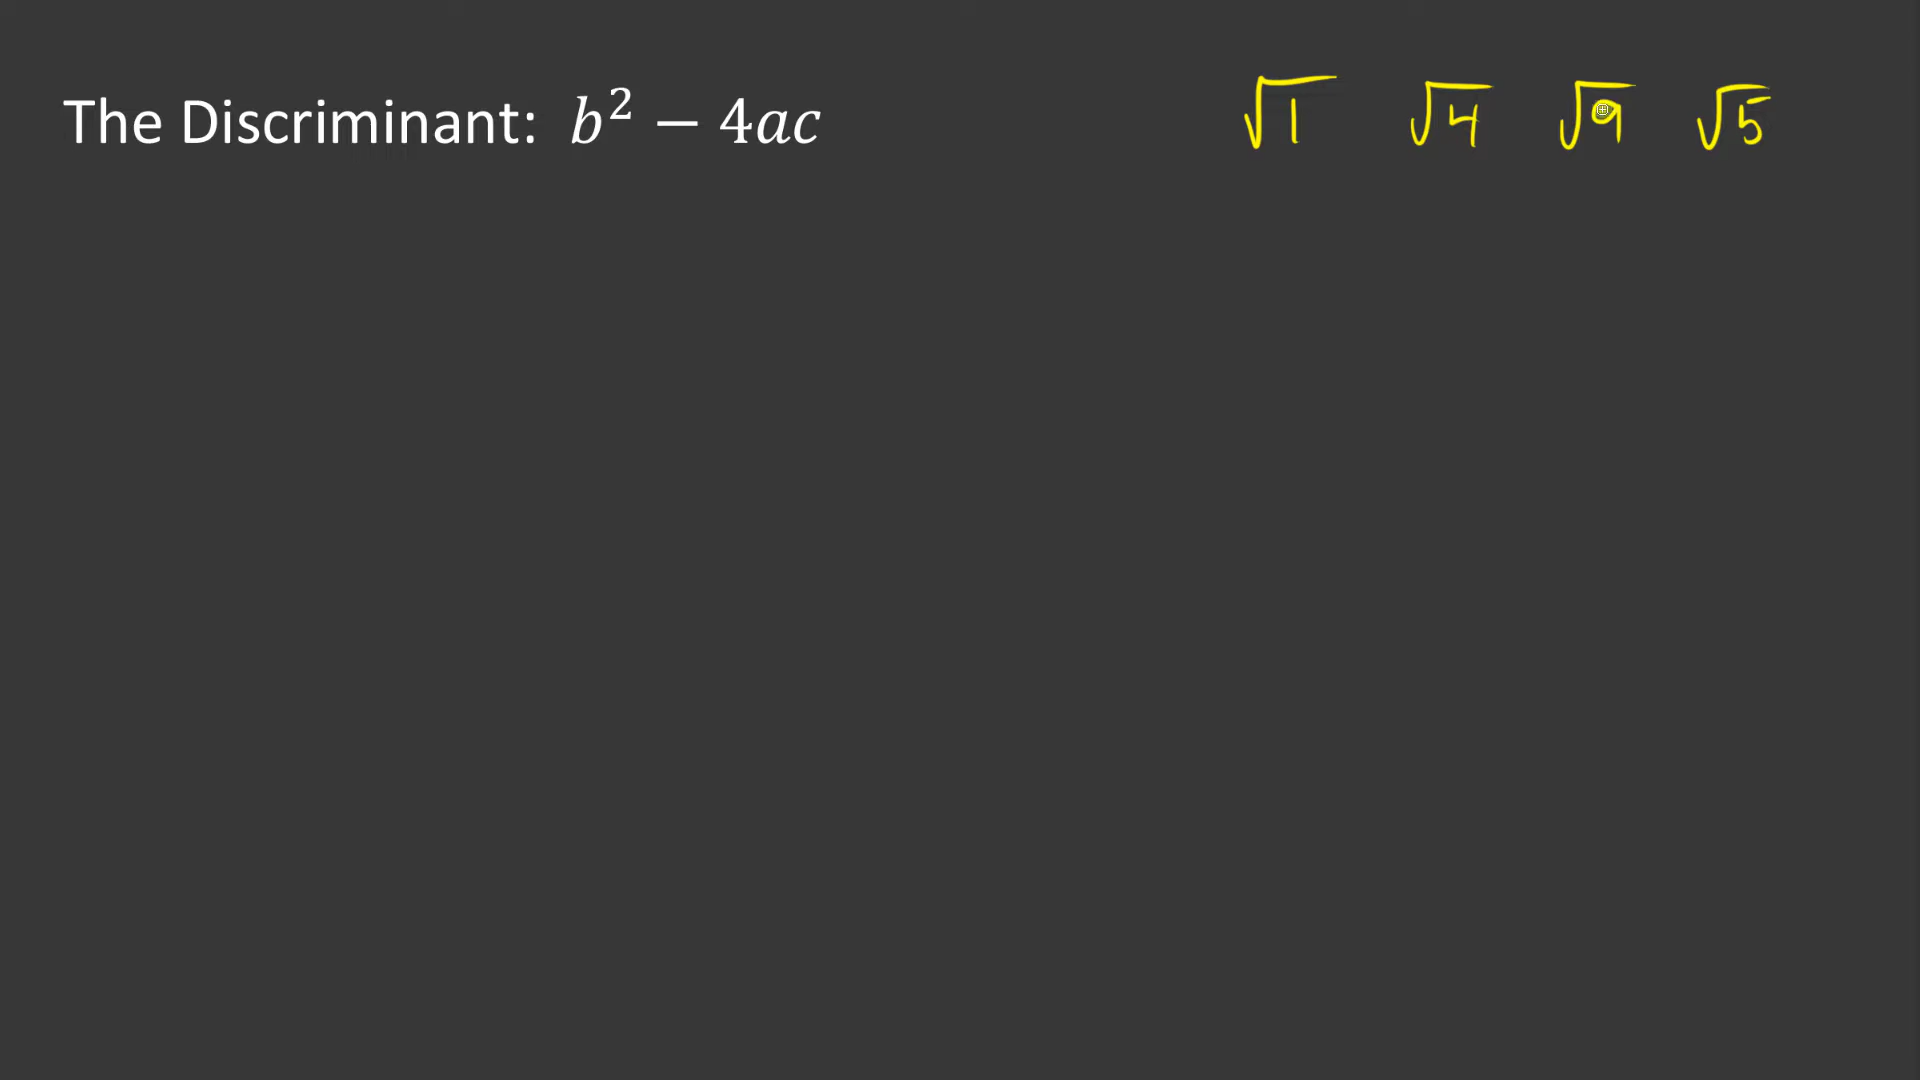 The Discriminant: b² − 4ac √1 √4 √9 √5